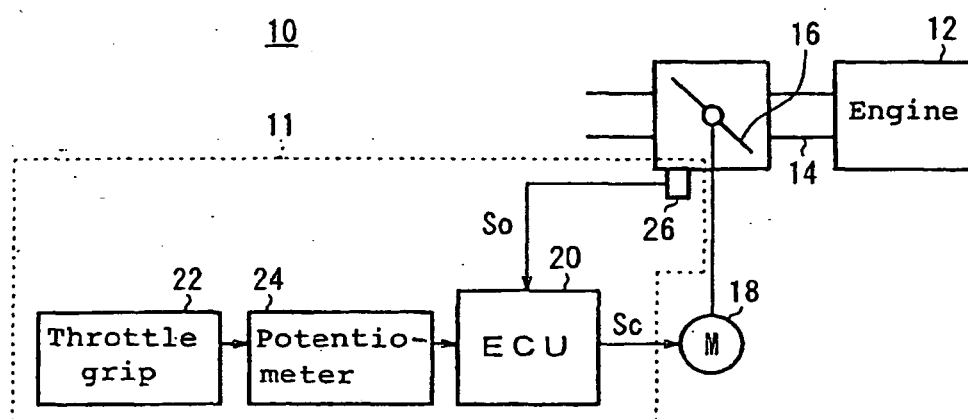 10
16
12
Engine
11
14
So
26
20
22
24
18
Throttle
grip
Potentio-
meter
ECU
Sc
M